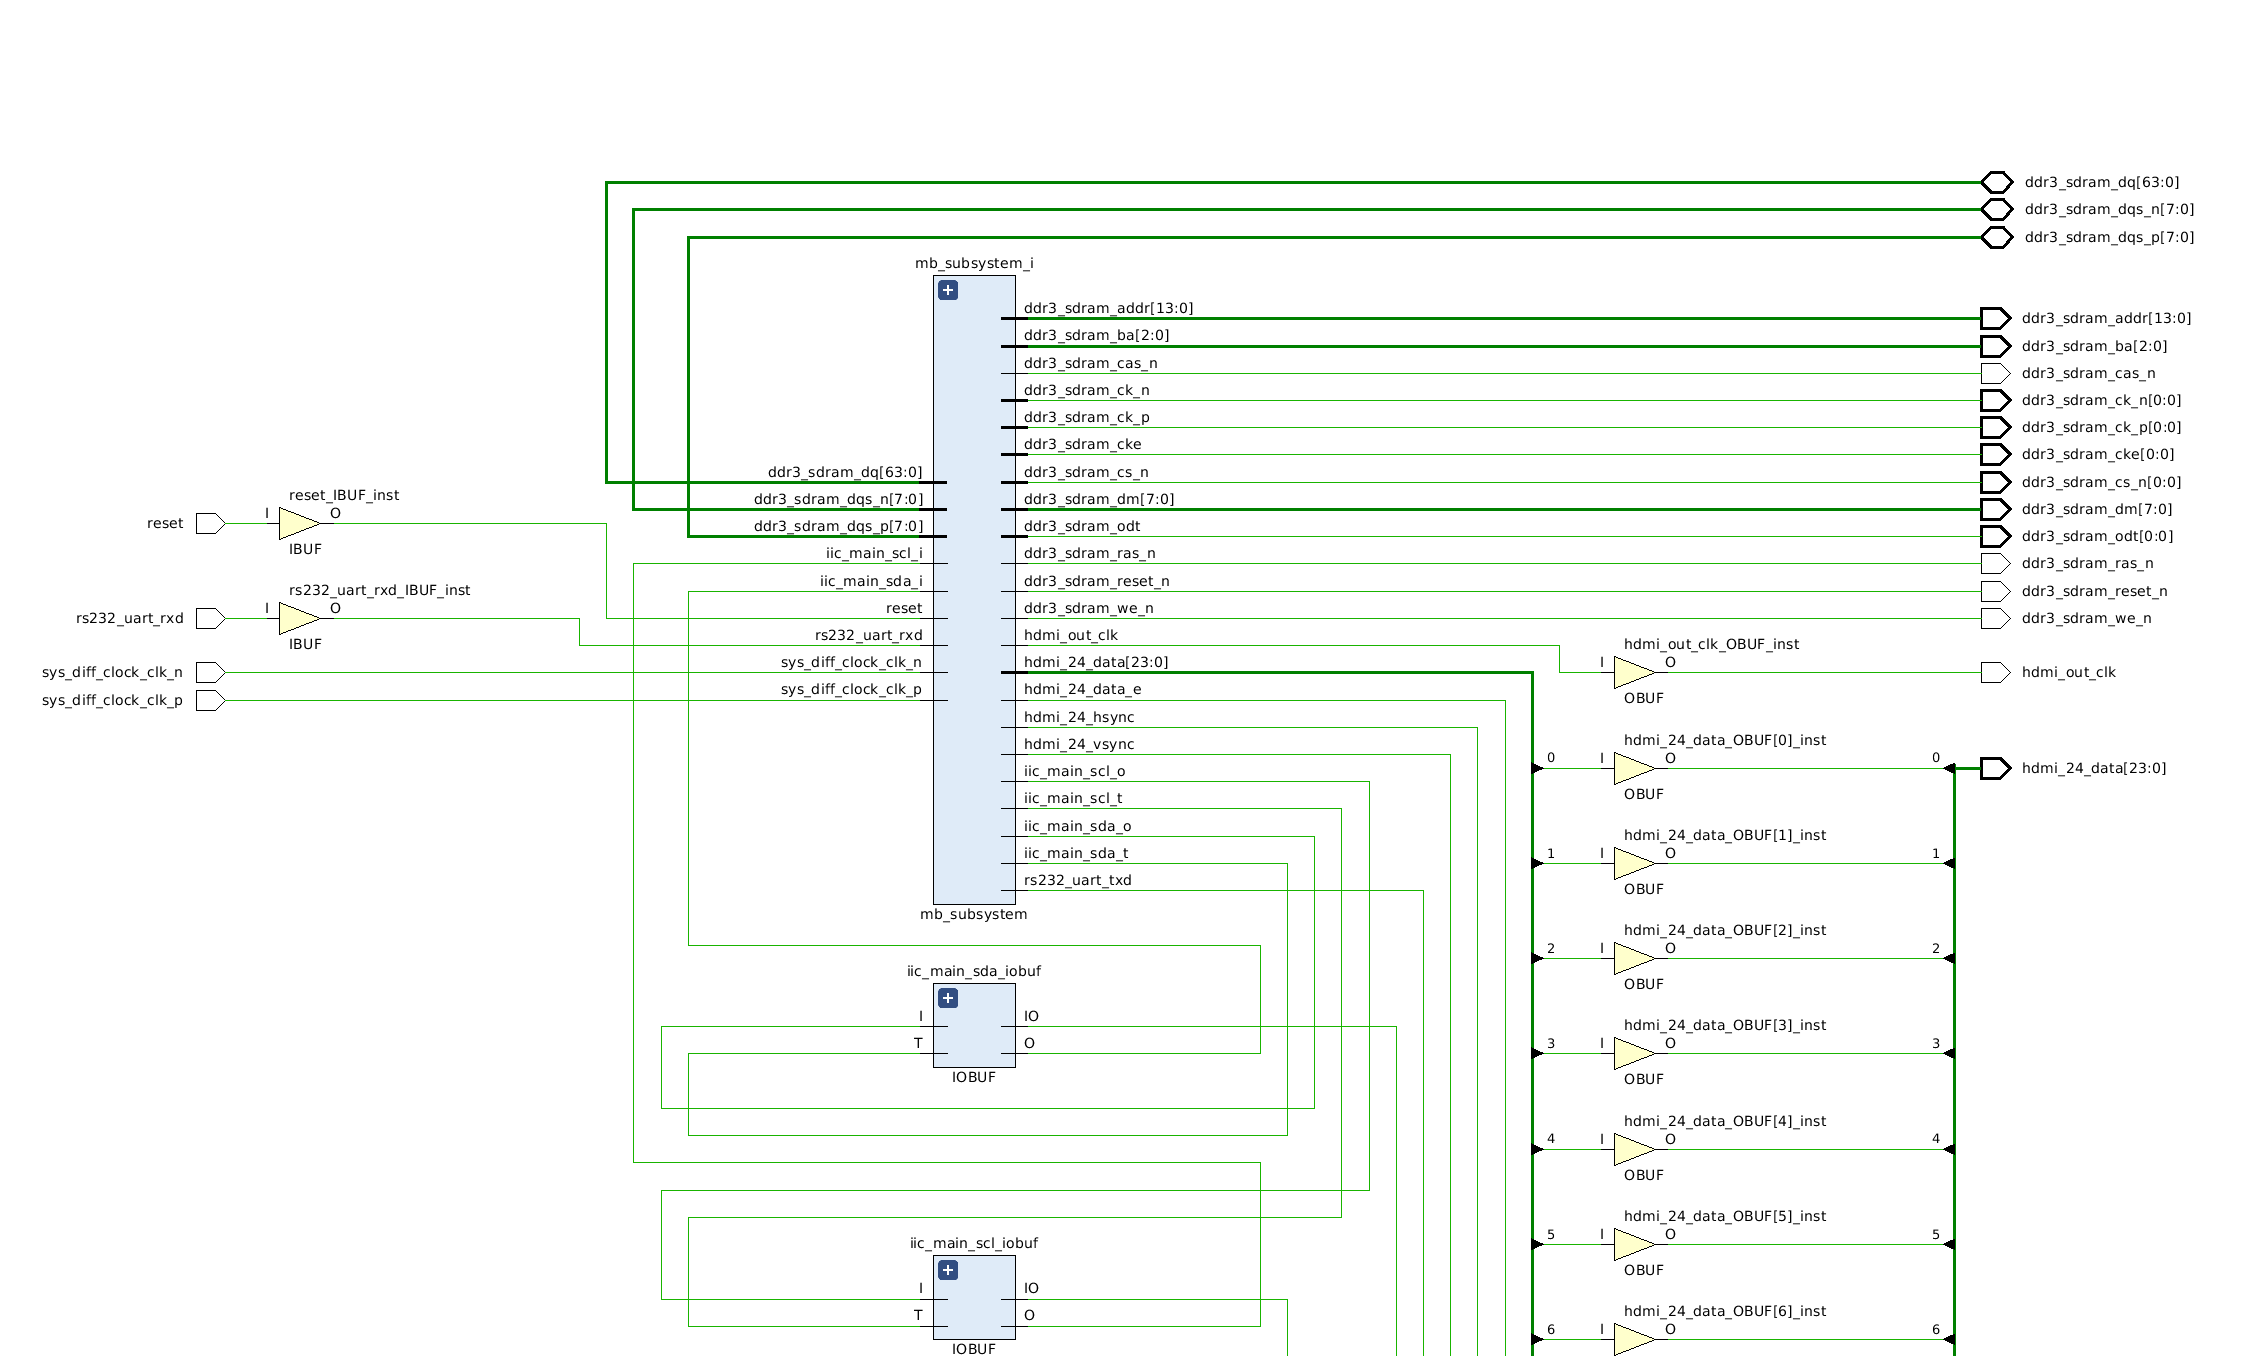 ddr3_sdram_dq[63:0]
ddr3_sdram_dqs_n[7:0]
ddr3_sdram_dqs_p[7:0]
mb_subsystem_i
ddr3_sdram_addr[13:0]
ddr3_sdram_addr[13:0]
ddr3_sdram_ba[2:0]
ddr3_sdram_ba[2:0]
ddr3_sdram_cas_n
ddr3_sdram_cas_n
ddr3_sdram_ck_n
ddr3_sdram_ck_n[0:0]
ddr3_sdram_ck_p
ddr3_sdram_ck_p[0:0]
ddr3_sdram_cke
ddr3_sdram_cke[0:0]
ddr3_sdram_dq[63:0]
ddr3_sdram_cs_n
ddr3_sdram_cs_n[0:0]
reset_IBUF_inst
ddr3_sdram_dqs_n[7:0]
ddr3_sdram_dm[7:0]
ddr3_sdram_dm[7:0]
reset
I
O
IBUF
ddr3_sdram_dqs_p[7:0]
ddr3_sdram_odt
ddr3_sdram_odt[0:0]
iic_main_scl_i
ddr3_sdram_ras_n
ddr3_sdram_ras_n
rs232_uart_rxd_IBUF_inst
iic_main_sda_i
ddr3_sdram_reset_n
ddr3_sdram_reset_n
rs232_uart_rxd
I
O
IBUF
reset
ddr3_sdram_we_n
ddr3_sdram_we_n
rs232_uart_rxd
hdmi_out_clk
hdmi_out_clk_OBUF_inst
I
O
OBUF
hdmi_out_clk
sys_diff_clock_clk_n
sys_diff_clock_clk_n
hdmi_24_data[23:0]
sys_diff_clock_clk_p
sys_diff_clock_clk_p
hdmi_24_data_e
hdmi_24_hsync
hdmi_24_vsync
iic_main_scl_o
iic_main_scl_t
iic_main_sda_o
iic_main_sda_t
rs232_uart_txd
mb_subsystem
hdmi_24_data_OBUF[0]_inst
0
I
O
0
OBUF
hdmi_24_data[23:0]
hdmi_24_data_OBUF[1]_inst
1
I
O
1
OBUF
hdmi_24_data_OBUF[2]_inst
2
I
O
2
OBUF
iic_main_sda_iobuf
I
IO
T
O
IOBUF
hdmi_24_data_OBUF[3]_inst
3
I
O
3
OBUF
hdmi_24_data_OBUF[4]_inst
4
I
O
4
OBUF
hdmi_24_data_OBUF[5]_inst
5
I
O
5
OBUF
iic_main_scl_iobuf
I
IO
T
O
IOBUF
hdmi_24_data_OBUF[6]_inst
6
I
O
6